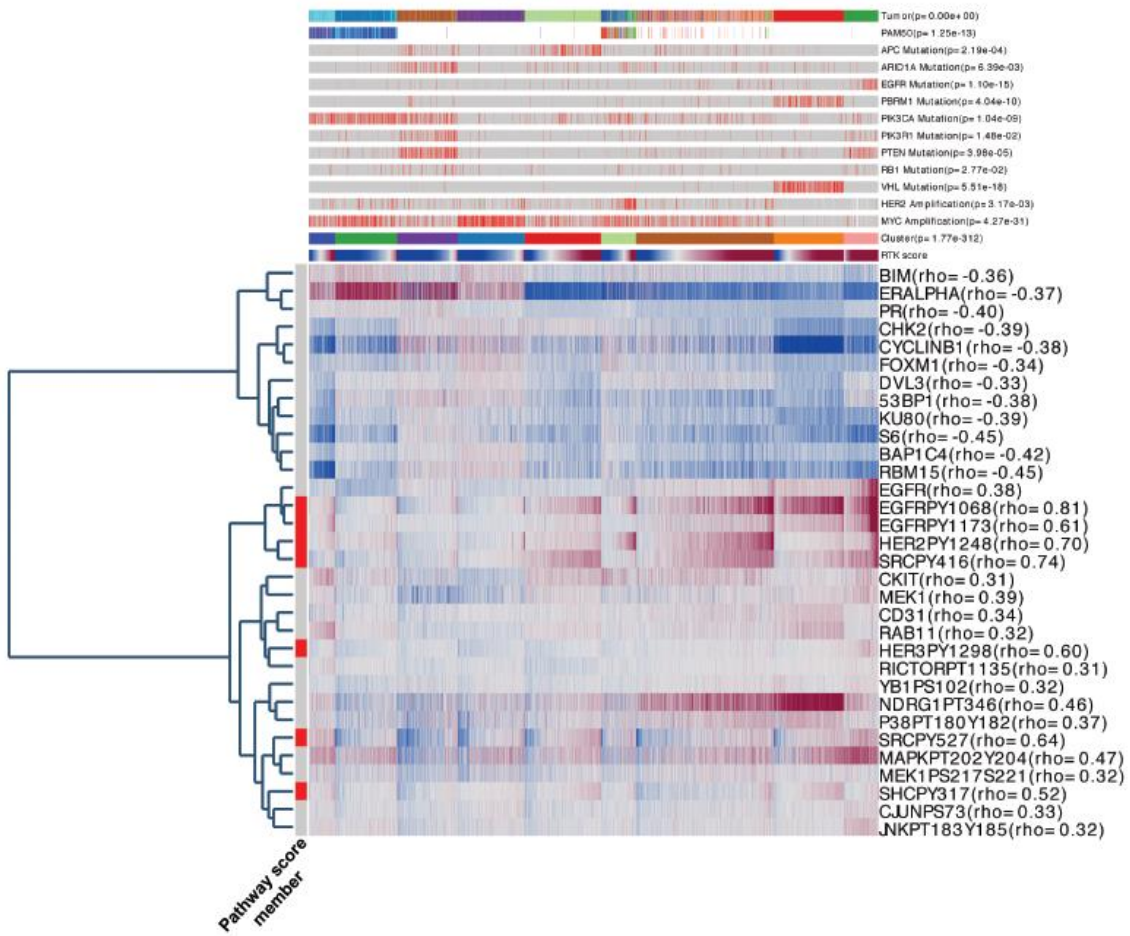 Tumor(p= 0.00e+00)
PAM50(p= 1.25e-13)
APC Mutation(p= 2.19e-04)
ARID1A Mutation(p= 6.39e-03)
EGFR Mutation(p= 1.10e-15)
PBRM1 Mutation(p= 4.04e-10)
PIK3CA Mutation(p= 1.04e-09)
PIK3R1 Mutation(p= 1.48e-02)
PTEN Mutation(p= 3.98e-05)
RB1 Mutation(p= 2.77e-02)
VHL Mutation(p= 5.51e-18)
HER2 Amplification(p= 3.17e-03)
MYC Amplification(p= 4.27e-31)
Cluster(p= 1.77e-312)
RTK score
BIM(rho= -0.36)
ERALPHA(rho= -0.37)
PR(rho= -0.40)
CHK2(rho= -0.39)
CYCLINB1(rho= -0.38)
FOXM1(rho= -0.34)
DVL3(rho= -0.33)
53BP1(rho= -0.38)
KU80(rho= -0.39)
S6(rho= -0.45)
BAP1C4(rho= -0.42)
RBM15(rho= -0.45)
EGFR(rho= 0.38)
EGFRPY1068(rho= 0.81)
EGFRPY1173(rho= 0.61)
HER2PY1248(rho= 0.70)
SRCPY416(rho= 0.74)
CKIT(rho= 0.31)
MEK1(rho= 0.39)
CD31(rho= 0.34)
RAB11(rho= 0.32)
HER3PY1298(rho= 0.60)
RICTORPT1135(rho= 0.31)
YB1PS102(rho= 0.32)
NDRG1PT346(rho= 0.46)
P38PT180Y182(rho= 0.37)
SRCPY527(rho= 0.64)
MAPKPT202Y204(rho= 0.47)
MEK1PS217S221(rho= 0.32)
SHCPY317(rho= 0.52)
CJUNPS73(rho= 0.33)
JNKPT183Y185(rho= 0.32)
Pathway score
member